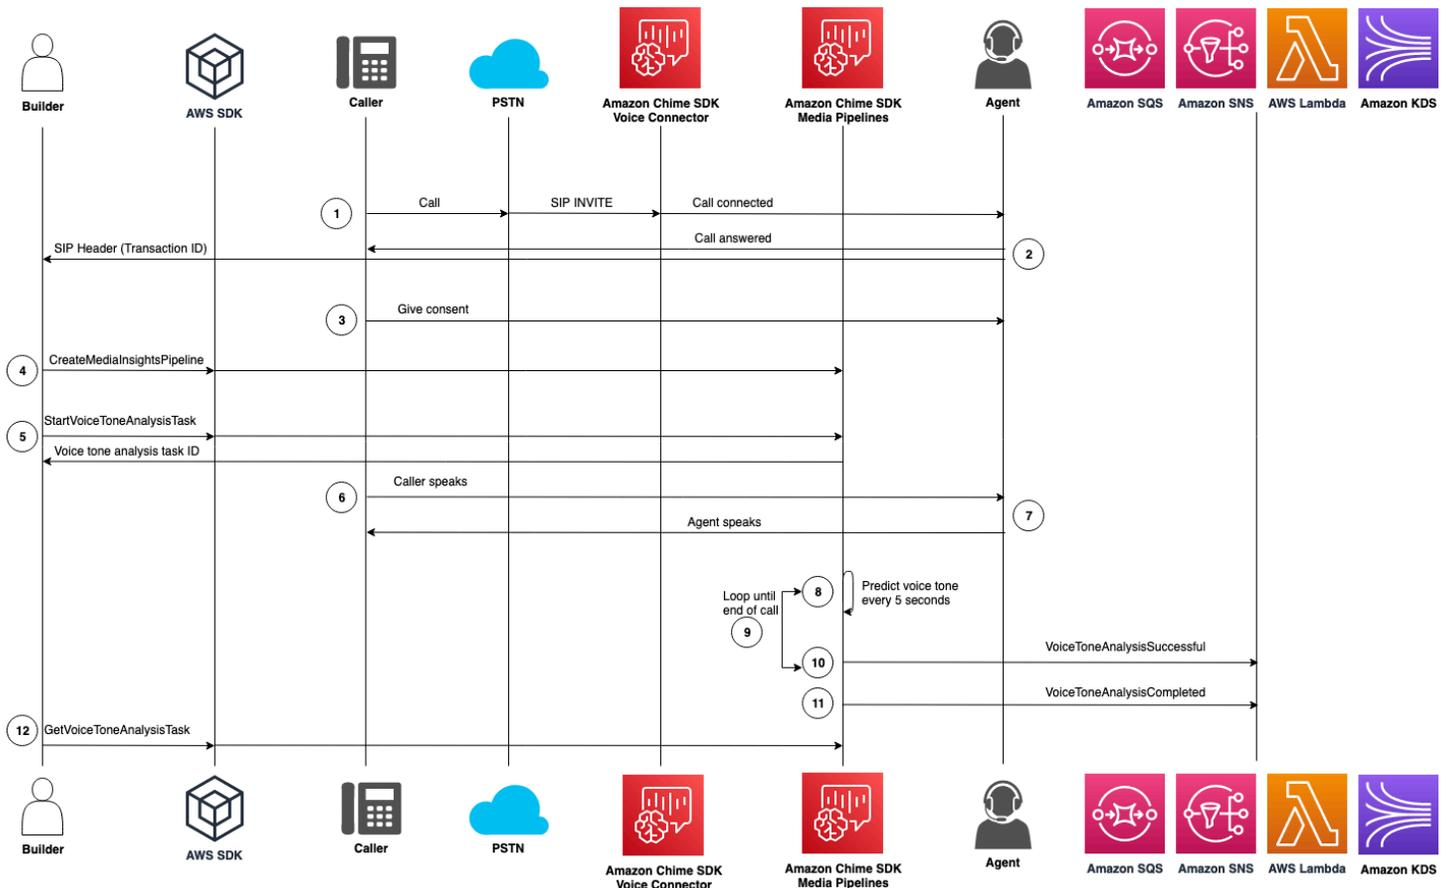 Builder
AWS SDK
Caller
PSTN
Amazon Chime SDK
Voice Connector
Amazon Chime SDK
Media Pipelines
Agent
Amazon SQS
Amazon SNS
AWS Lambda
Amazon KDS
1
Call
SIP INVITE
Call connected
Call answered
2
SIP Header (Transaction ID)
3
Give consent
4
CreateMediaInsightsPipeline
5
StartVoiceToneAnalysisTask
Voice tone analysis task ID
6
Caller speaks
7
Agent speaks
8
Predict voice tone
every 5 seconds
Loop until
end of call
9
10
VoiceToneAnalysisSuccessful
11
VoiceToneAnalysisCompleted
12
GetVoiceToneAnalysisTask
Builder
AWS SDK
Caller
PSTN
Amazon Chime SDK
Voice Connector
Amazon Chime SDK
Media Pipelines
Agent
Amazon SQS
Amazon SNS
AWS Lambda
Amazon KDS